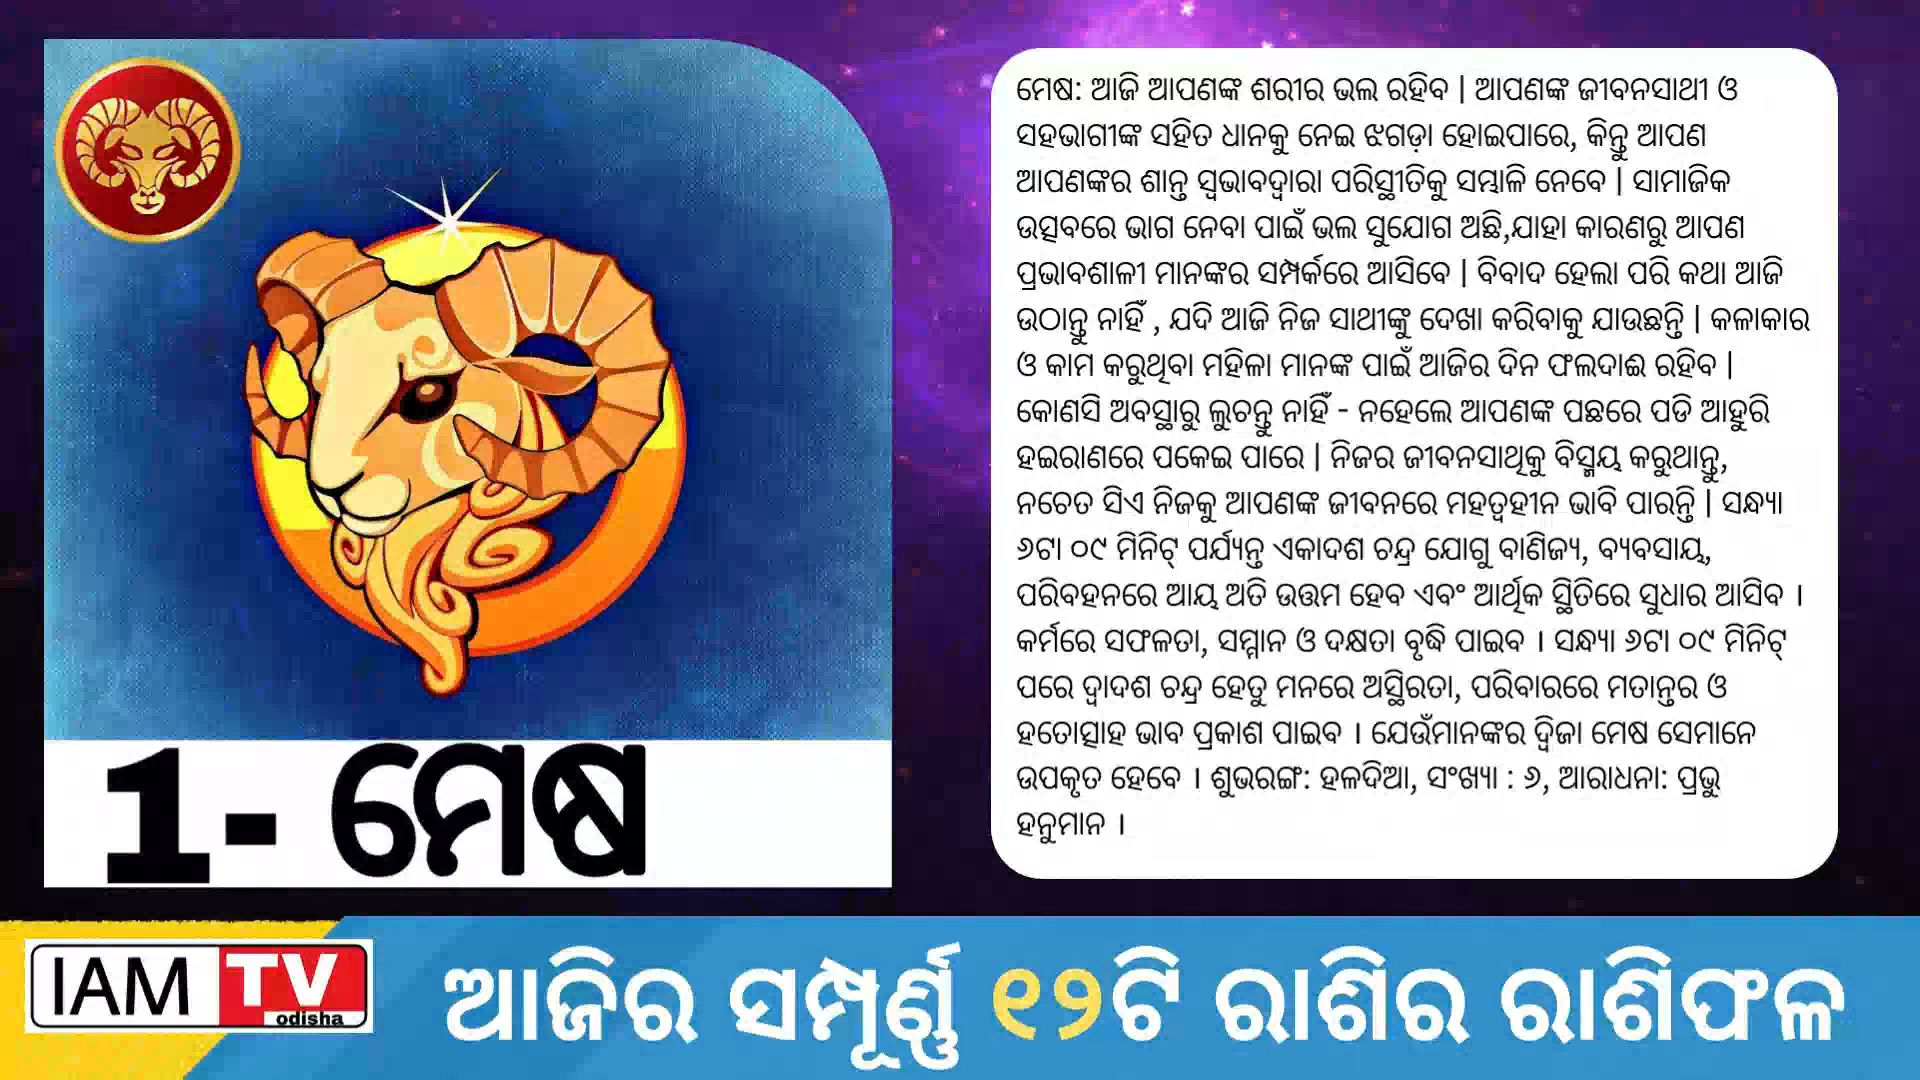 1- ମେଷ
ମେଷ: ଆଜି ଆପଣଙ୍କ ଶରୀର ଭଲ ରହିବ | ଆପଣଙ୍କ ଜୀବନସାଥୀ ଓ
ସହଭାଗୀଙ୍କ ସହିତ ଧାନକୁ ନେଇ ଝଗଡ଼ା ହୋଇପାରେ, କିନ୍ତୁ ଆପଣ
ଆପଣଙ୍କର ଶାନ୍ତ ସ୍ୱଭାବଦ୍ୱାରା ପରିସ୍ଥୀତିକୁ ସମ୍ଭାଳି ନେବେ | ସାମାଜିକ
ଉତ୍ସବରେ ଭାଗ ନେବା ପାଇଁ ଭଲ ସୁଯୋଗ ଅଛି,ଯାହା କାରଣରୁ ଆପଣ
ପ୍ରଭାବଶାଳୀ ମାନଙ୍କର ସମ୍ପର୍କରେ ଆସିବେ | ବିବାଦ ହେଲା ପରି କଥା ଆଜି
ଉଠାନ୍ତୁ ନାହିଁ , ଯଦି ଆଜି ନିଜ ସାଥୀଙ୍କୁ ଦେଖା କରିବାକୁ ଯାଉଛନ୍ତି | କଳାକାର
ଓ କାମ କରୁଥିବା ମହିଳା ମାନଙ୍କ ପାଇଁ ଆଜିର ଦିନ ଫଲଦାଈ ରହିବ |
କୋଣସି ଅବସ୍ଥାରୁ ଲୁଚନ୍ତୁ ନାହିଁ - ନହେଲେ ଆପଣଙ୍କ ପଛରେ ପଡି ଆହୁରି
ହଇରାଣରେ ପକେଇ ପାରେ | ନିଜର ଜୀବନସାଥିକୁ ବିସ୍ମୟ କରୁଥାନ୍ତୁ,
ନଚେତ ସିଏ ନିଜକୁ ଆପଣଙ୍କ ଜୀବନରେ ମହତ୍ୱହୀନ ଭାବି ପାରନ୍ତି | ସନ୍ଧ୍ୟା
୬ଟା ୦୯ ମିନିଟ୍ ପର୍ଯ୍ୟନ୍ତ ଏକାଦଶ ଚନ୍ଦ୍ର ଯୋଗୁ ବାଣିଜ୍ୟ, ବ୍ୟବସାୟ,
ପରିବହନରେ ଆୟ ଅତି ଉତ୍ତମ ହେବ ଏବଂ ଆର୍ଥିକ ସ୍ଥିତିରେ ସୁଧାର ଆସିବ ।
କର୍ମରେ ସଫଳତା, ସମ୍ମାନ ଓ ଦକ୍ଷତା ବୃଦ୍ଧି ପାଇବ । ସନ୍ଧ୍ୟା ୬ଟା ୦୯ ମିନିଟ୍
ପରେ ଦ୍ୱାଦଶ ଚନ୍ଦ୍ର ହେତୁ ମନରେ ଅସ୍ଥିରତା, ପରିବାରରେ ମତାନ୍ତର ଓ
ହତୋତ୍ସାହ ଭାବ ପ୍ରକାଶ ପାଇବ । ଯେଉଁମାନଙ୍କର ଦ୍ୱିଜା ମେଷ ସେମାନେ
ଉପକୃତ ହେବେ । ଶୁଭରଙ୍ଗ: ହଳଦିଆ, ସଂଖ୍ୟା : ୬, ଆରାଧନା: ପ୍ରଭୁ
ହନୁମାନ ।
IAM TV
odisha
ଆଜିର ସମ୍ପୂର୍ଣ୍ଣ ୧୨ଟି ରାଶିର ରାଶିଫଳ